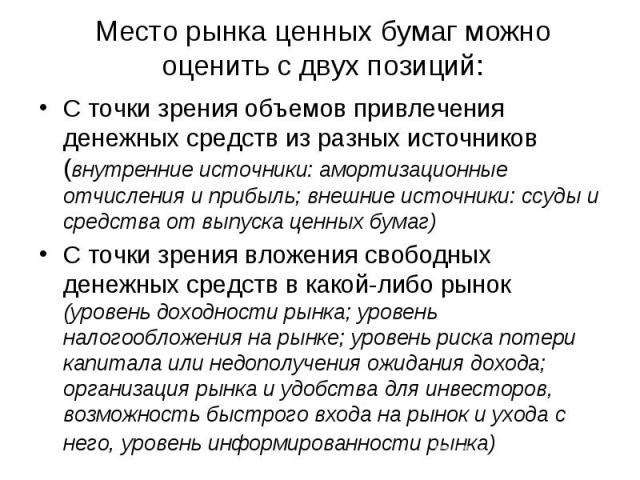 Место рынка ценных бумаг можно
оценить с двух позиций:
• С точки зрения объемов привлечения
денежных средств из разных источников
(внутренние источники: амортизационные
отчисления и прибыль; внешние источники: ссуды и
средства от выпуска ценных бумаг)
• С точки зрения вложения свободных
денежных средств в какой-либо рынок
(уровень доходности рынка; уровень
налогообложения на рынке; уровень риска потери
капитала или недополучения ожидания дохода;
организация рынка и удобства для инвесторов,
возможность быстрого входа на рынок и ухода с
него, уровень информированности рынка)